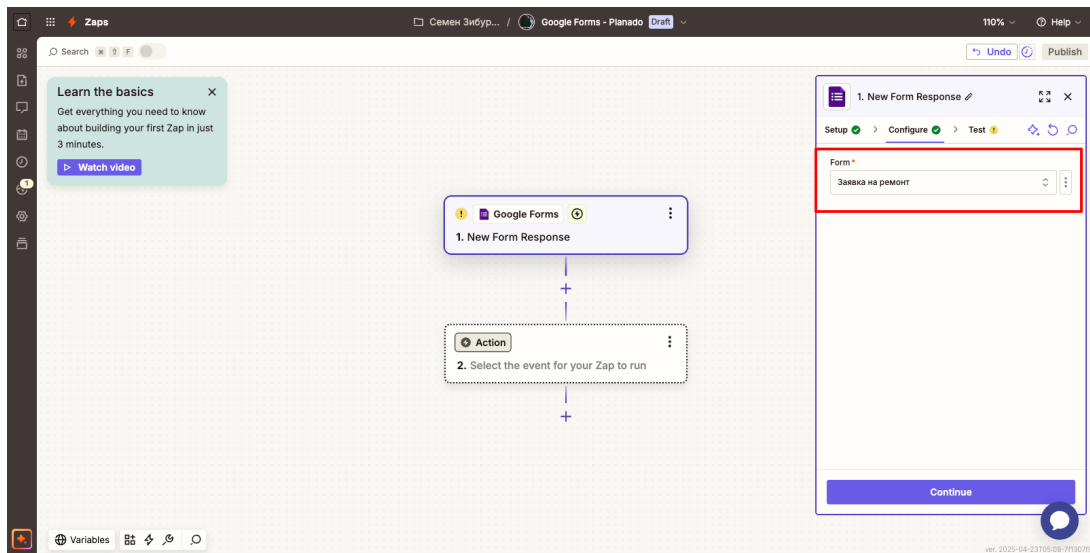 Zaps
Семен Зибур... / Google Forms - Planado Draft
110%
Help
Search ⌘ ⇧ F
Undo
Publish
Learn the basics
Get everything you need to know
about building your first Zap in just
3 minutes.
Watch video
1
Google Forms
1. New Form Response
Action
2. Select the event for your Zap to run
1. New Form Response
Setup > Configure > Test
Form *
Заявка на ремонт
Continue
Variables